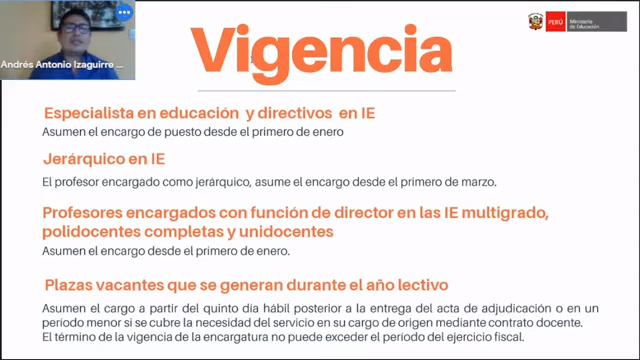 Andrés Antonio Izaguirre ...
Vigencia
PERÚ
Ministerio
de Educación
Especialista en educación y directivos en IE
Asumen el encargo de puesto desde el primero de enero
Jerárquico en IE
El profesor encargado como jerárquico, asume el encargo desde el primero de marzo.
Profesores encargados con función de director en las IE multigrado,
polidocentes completas y unidocentes
Asumen el encargo desde el primero de enero.
Plazas vacantes que se generan durante el año lectivo
Asumen el cargo a partir del quinto día hábil posterior a la entrega del acta de adjudicación o en un
período menor si se cubre la necesidad del servicio en su cargo de origen mediante contrato docente.
El término de la vigencia de la encargatura no puede exceder el período del ejercicio fiscal.